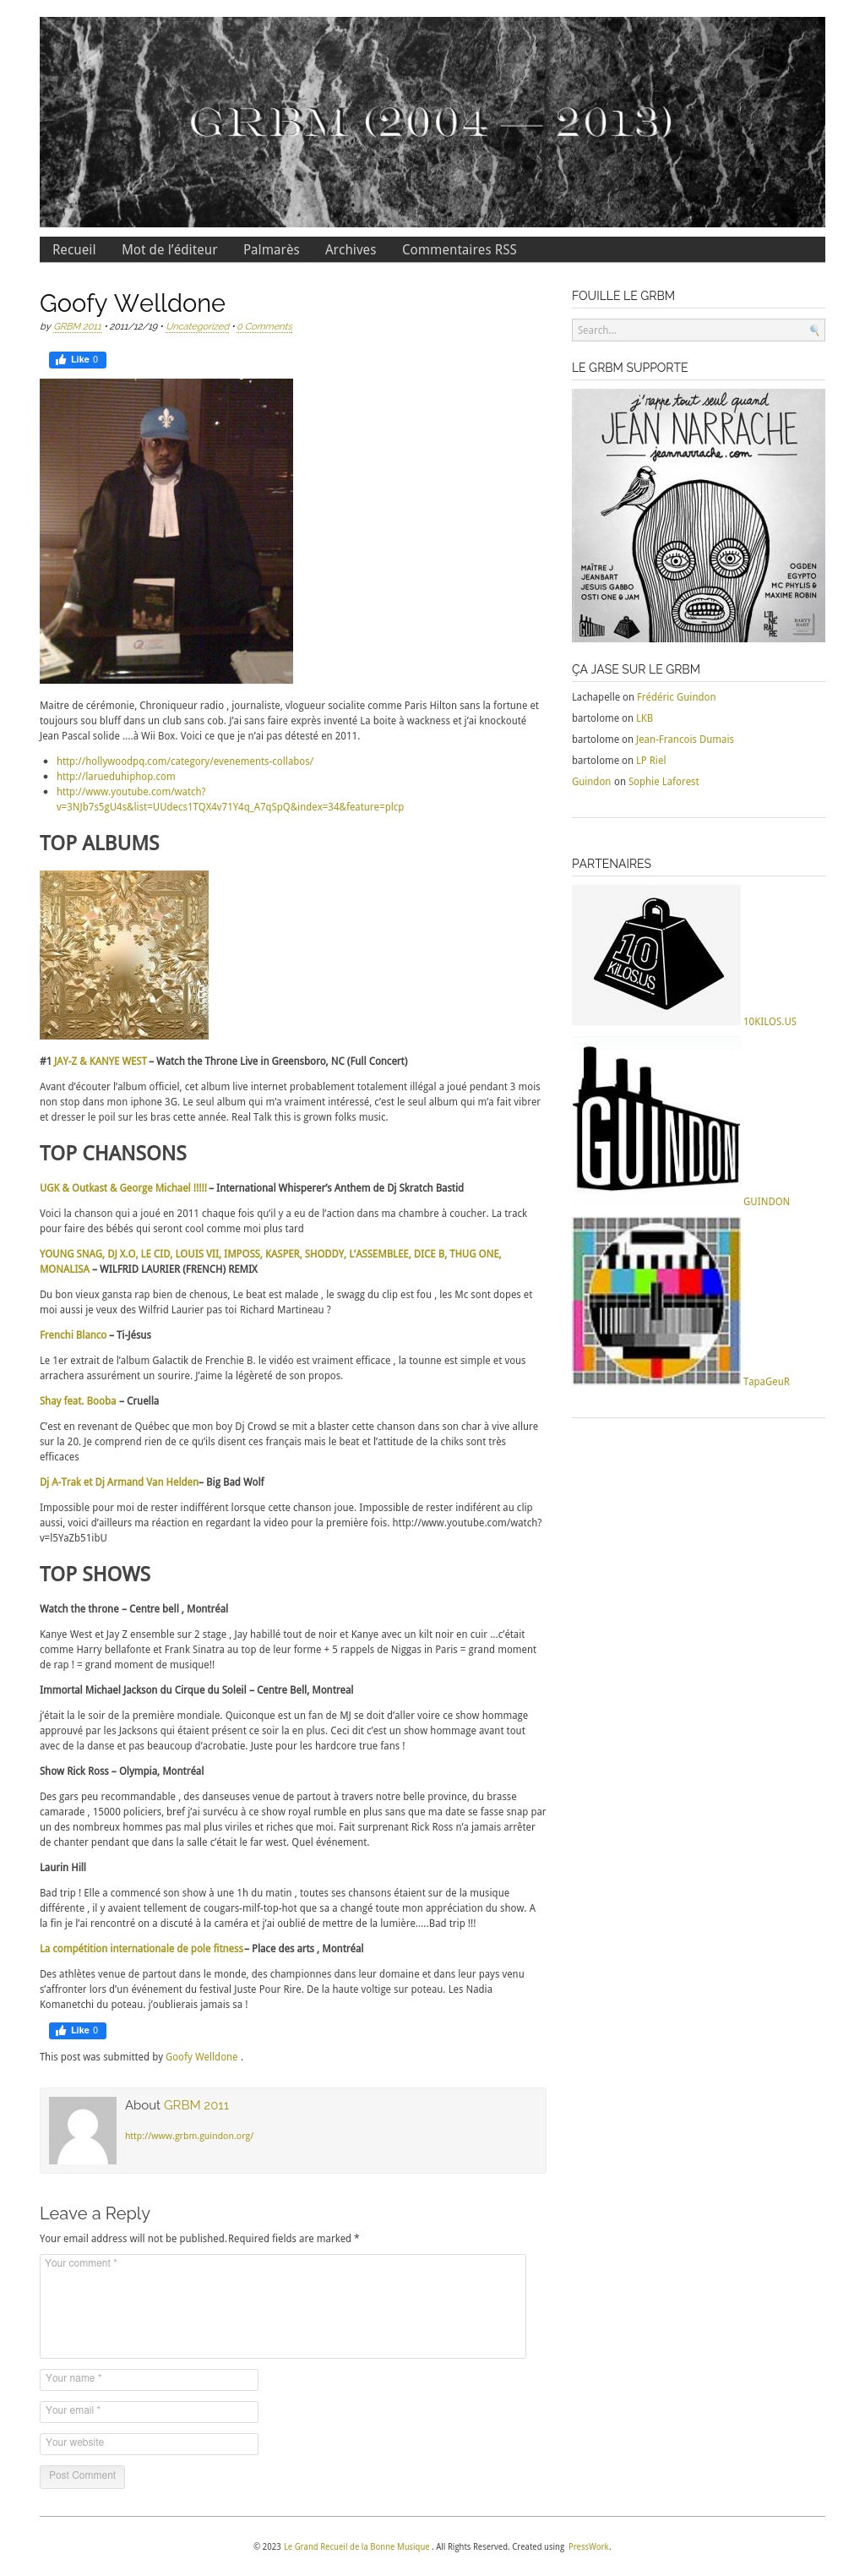 GRBM (2004 — 2013)
Recueil Mot de l'éditeur Palmarès Archives Commentaires RSS
Goofy Welldone
by GRBM 2011 • 2011/12/19 • Uncategorized • 0 Comments
Like 0
Maitre de cérémonie, Chroniqueur radio , journaliste, vlogueur socialite comme Paris Hilton sans la fortune et
toujours sou bluff dans un club sans cob. J'ai sans faire exprès inventé La boite à wackness et j'ai knockouté
Jean Pascal solide ....à Wii Box. Voici ce que je n'ai pas détesté en 2011.
http://hollywoodpq.com/category/evenements-collabos/
http://larueduhiphop.com
http://www.youtube.com/watch?
v=3NJb7s5gU4s&list=UUdecs1TQX4v71Y4q_A7qSpQ&index=34&feature=plcp
TOP ALBUMS
#1 JAY-Z & KANYE WEST – Watch the Throne Live in Greensboro, NC (Full Concert)
Avant d'écouter l'album officiel, cet album live internet probablement totalement illégal a joué pendant 3 mois
non stop dans mon iphone 3G. Le seul album qui m'a vraiment intéressé, c'est le seul album qui m'a fait vibrer
et dresser le poil sur les bras cette année. Real Talk this is grown folks music.
TOP CHANSONS
UGK & Outkast & George Michael !!!!! – International Whisperer's Anthem de Dj Skratch Bastid
Voici la chanson qui a joué en 2011 chaque fois qu'il y a eu de l'action dans ma chambre à coucher. La track
pour faire des bébés qui seront cool comme moi plus tard
YOUNG SNAG, DJ X.O, LE CID, LOUIS VII, IMPOSS, KASPER, SHODDY, L'ASSEMBLEE, DICE B, THUG ONE,
MONALISA – WILFRID LAURIER (FRENCH) REMIX
Du bon vieux gansta rap bien de chenous, Le beat est malade , le swagg du clip est fou , les Mc sont dopes et
moi aussi je veux des Wilfrid Laurier pas toi Richard Martineau ?
Frenchi Blanco – Ti-Jésus
Le 1er extrait de l'album Galactik de Frenchie B. le vidéo est vraiment efficace , la tounne est simple et vous
arrachera assurément un sourire. J'aime la légèreté de son propos.
Shay feat. Booba – Cruella
C'est en revenant de Québec que mon boy Dj Crowd se mit a blaster cette chanson dans son char à vive allure
sur la 20. Je comprend rien de ce qu'ils disent ces français mais le beat et l'attitude de la chiks sont très
efficaces
Dj A-Trak et Dj Armand Van Helden– Big Bad Wolf
Impossible pour moi de rester indifférent lorsque cette chanson joue. Impossible de rester indiférent au clip
aussi, voici d'ailleurs ma réaction en regardant la video pour la première fois. http://www.youtube.com/watch?
v=l5YaZb51ibU
TOP SHOWS
Watch the throne – Centre bell , Montréal
Kanye West et Jay Z ensemble sur 2 stage , Jay habillé tout de noir et Kanye avec un kilt noir en cuir …c'était
comme Harry bellafonte et Frank Sinatra au top de leur forme + 5 rappels de Niggas in Paris = grand moment
de rap ! = grand moment de musique!!
Immortal Michael Jackson du Cirque du Soleil – Centre Bell, Montreal
j'était la le soir de la première mondiale. Quiconque est un fan de MJ se doit d'aller voire ce show hommage
approuvé par les Jacksons qui étaient présent ce soir la en plus. Ceci dit c'est un show hommage avant tout
avec de la danse et pas beaucoup d'acrobatie. Juste pour les hardcore true fans !
Show Rick Ross – Olympia, Montréal
Des gars peu recommandable , des danseuses venue de partout à travers notre belle province, du brasse
camarade , 15000 policiers, bref j'ai survécu à ce show royal rumble en plus sans que ma date se fasse snap par
un des nombreux hommes pas mal plus viriles et riches que moi. Fait surprenant Rick Ross n'a jamais arrêter
de chanter pendant que dans la salle c'était le far west. Quel événement.
Laurin Hill
Bad trip ! Elle a commencé son show à une 1h du matin , toutes ses chansons étaient sur de la musique
différente , il y avaient tellement de cougars-milf-top-hot que sa a changé toute mon appréciation du show. A
la fin je l'ai rencontré on a discuté à la caméra et j'ai oublié de mettre de la lumière…..Bad trip !!!
La compétition internationale de pole fitness– Place des arts , Montréal
Des athlètes venue de partout dans le monde, des championnes dans leur domaine et dans leur pays venu
s'affronter lors d'un événement du festival Juste Pour Rire. De la haute voltige sur poteau. Les Nadia
Komanetchi du poteau. j'oublierais jamais sa !
Like 0
This post was submitted by Goofy Welldone .
About GRBM 2011
http://www.grbm.guindon.org/
Leave a Reply
Your email address will not be published.Required fields are marked *
Your comment *
Your name *
Your email *
Your website
Post Comment
FOUILLE LE GRBM
Search...
LE GRBM SUPPORTE
j'rappe tout seul quand
JEAN NARRACHE
jeannarrache.com
MAÎTRE J
JEANBART
JESUIS GABBO
OSTI ONE & JAM
OGDEN
EGYPTO
MC PHYLIS &
MAXIME ROBIN
GUINDON
ÇA JASE SUR LE GRBM
Lachapelle on Frédéric Guindon
bartolome on LKB
bartolome on Jean-Francois Dumais
bartolome on LP Riel
Guindon on Sophie Laforest
PARTENAIRES
10
KILOS.US
10KILOS.US
GUINDON
GUINDON
TapaGeuR
© 2023 Le Grand Recueil de la Bonne Musique . All Rights Reserved. Created using PressWork.